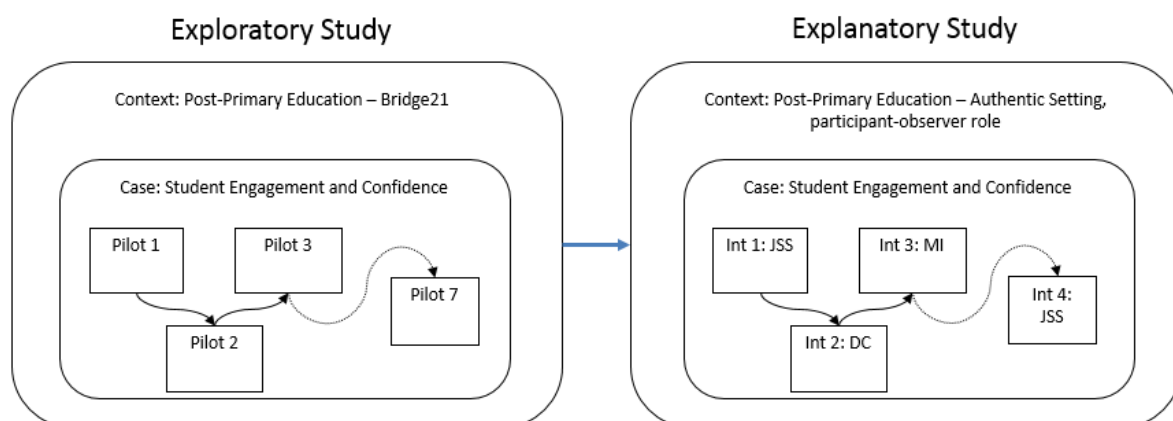 Exploratory Study
Context: Post-Primary Education – Bridge21
Case: Student Engagement and Confidence
Pilot 1
Pilot 3
Pilot 7
Pilot 2
Explanatory Study
Context: Post-Primary Education – Authentic Setting,
participant-observer role
Case: Student Engagement and Confidence
Int 1: JSS
Int 3: MI
Int 4:
JSS
Int 2: DC